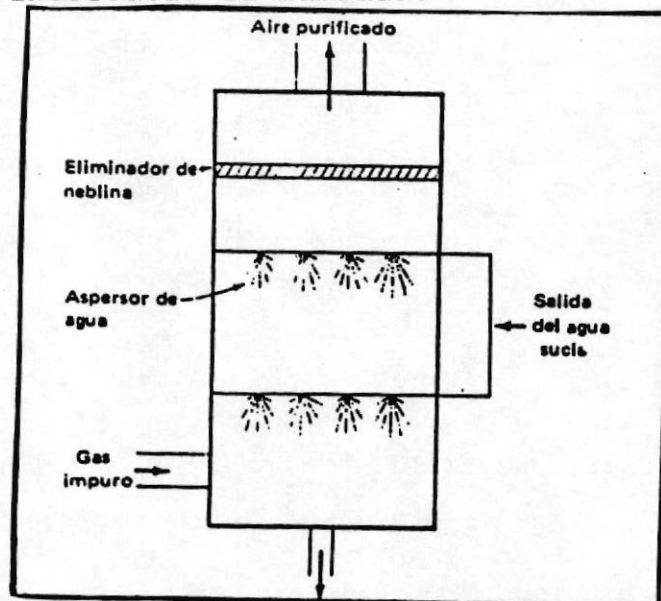 Aire purificado
Eliminador de
neblina
Aspersor de
agua
Salida
del agua
sucia
Gas
impuro